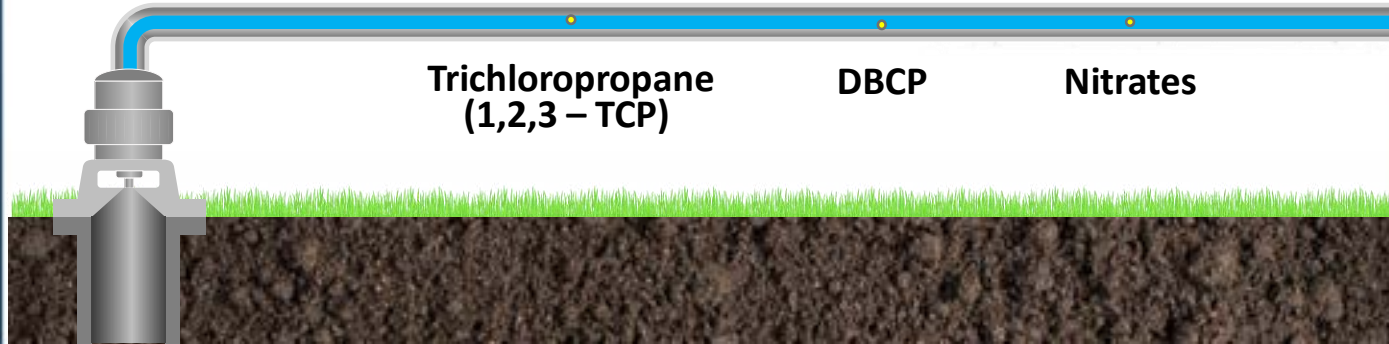 Trichloropropane
(1,2,3 – TCP)
DBCP
Nitrates